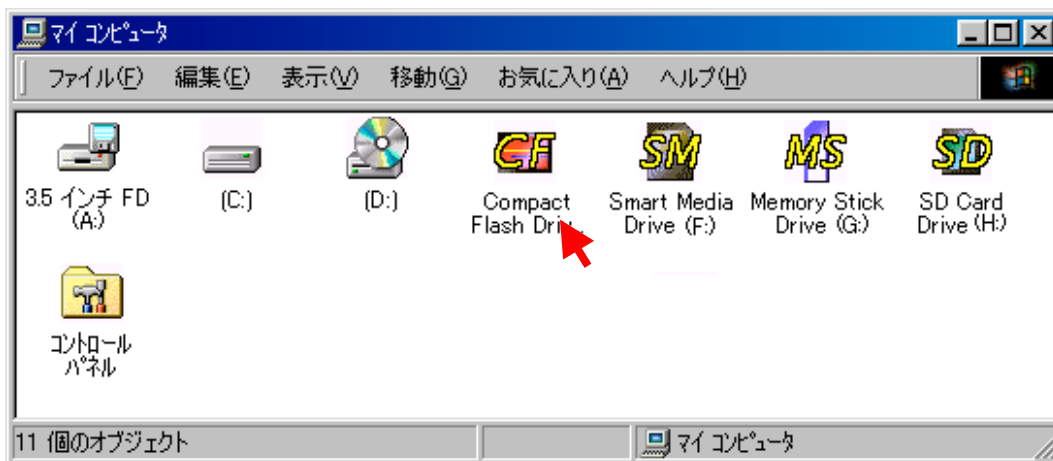 マイ コンピュータ
ファイル(F) 編集(E) 表示(V) 移動(G) お気に入り(A) ヘルプ(H)
3.5 インチ FD
(A:)
(C:)
(D:)
CF
Compact
Flash Driv...
SM
Smart Media
Drive (F:)
MS
Memory Stick
Drive (G:)
SD
SD Card
Drive (H:)
コントロール
パネル
11 個のオブジェクト
マイ コンピュータ